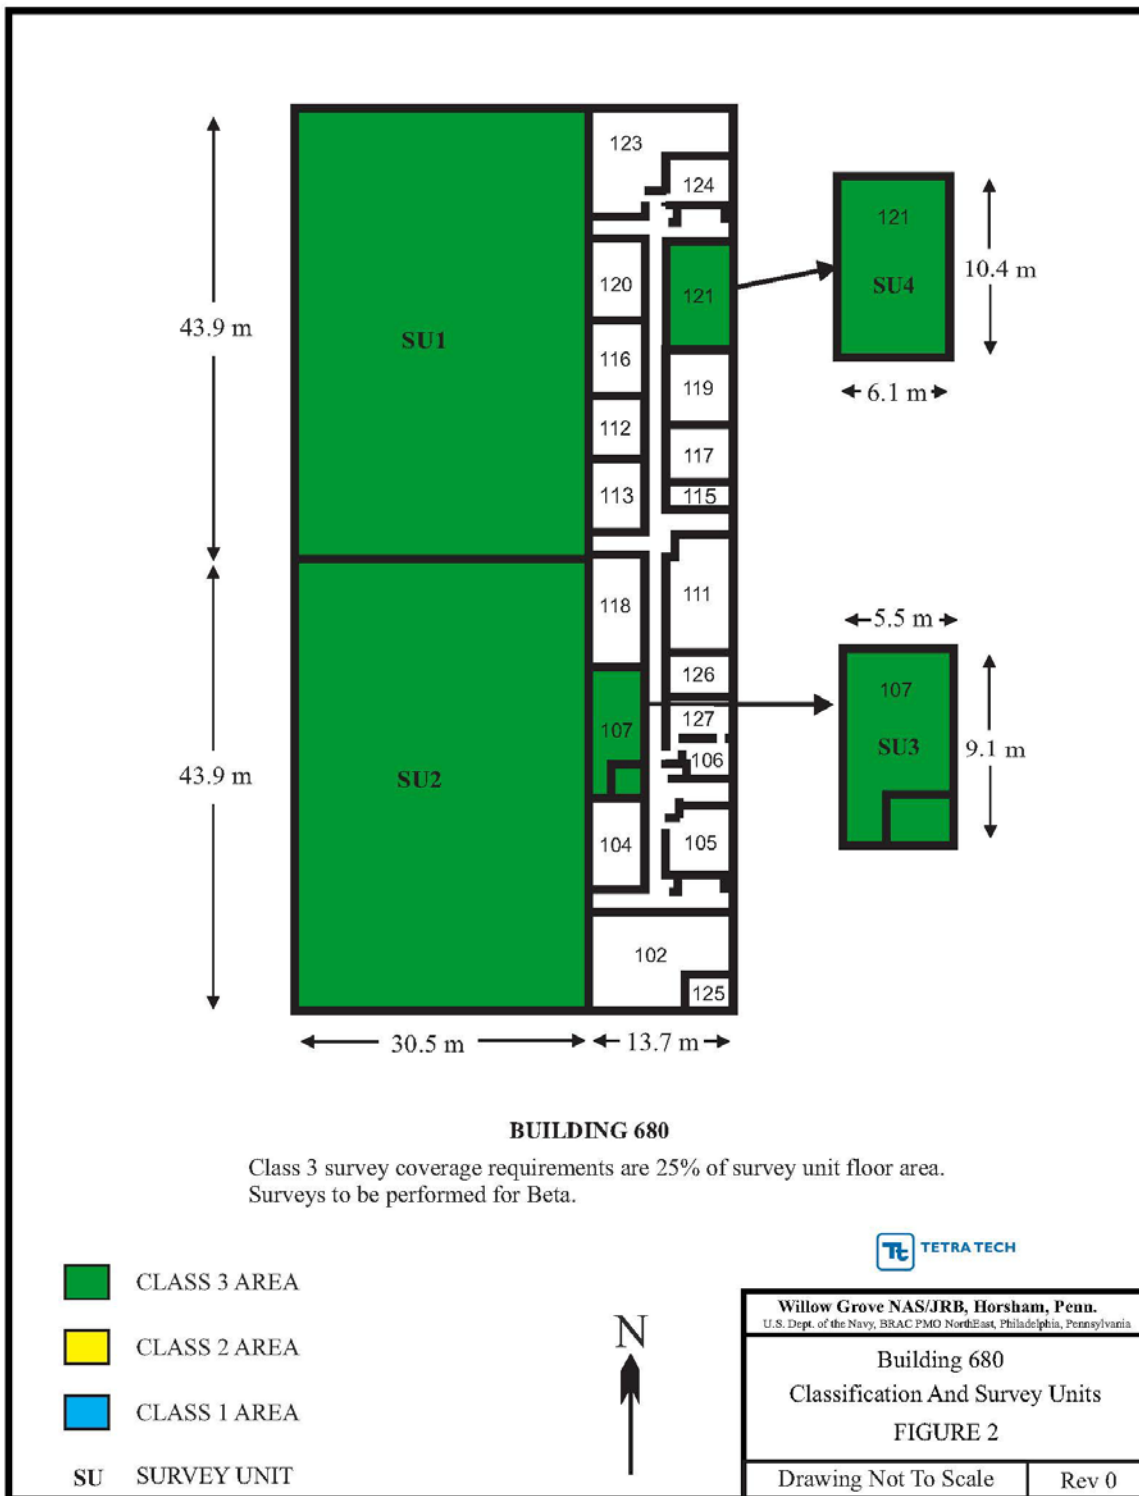 123
124
121
10.4 m
SU4
6.1 m
120
121
43.9 m
SU1
116
119
112
117
113
115
118
111
5.5 m
126
107
107
127
SU3
9.1 m
106
43.9 m
SU2
104
105
102
125
30.5 m
13.7 m
BUILDING 680
Class 3 survey coverage requirements are 25% of survey unit floor area.
Surveys to be performed for Beta.
Tt TETRA TECH
CLASS 3 AREA
CLASS 2 AREA
CLASS 1 AREA
SU SURVEY UNIT
N
Willow Grove NAS/JRB, Horsham, Penn.
U.S. Dept. of the Navy, BRAC PMO NorthEast, Philadelphia, Pennsylvania
Building 680
Classification And Survey Units
FIGURE 2
Drawing Not To Scale
Rev 0